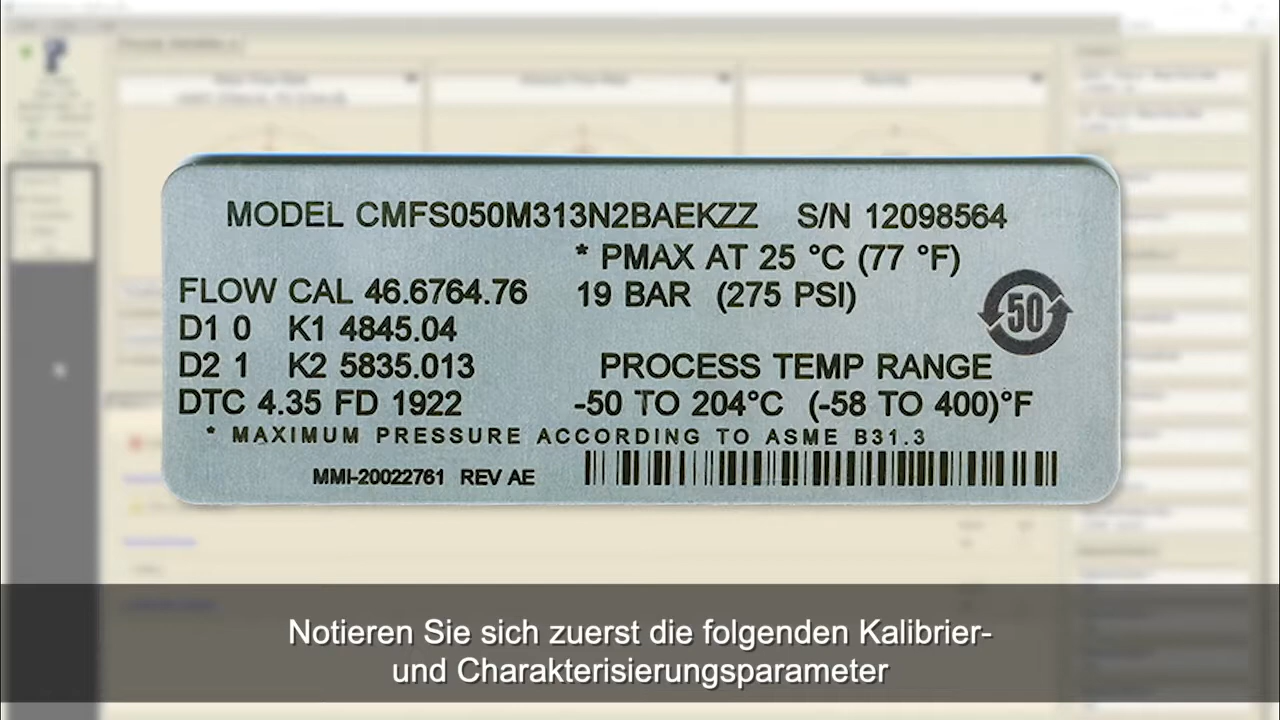 MODEL CMFS050M313N2BAEKZZ S/N 12098564
* PMAX AT 25 °C (77 °F)
FLOW CAL 46.6764.76 19 BAR (275 PSI)
50
D1 0 K1 4845.04
D2 1 K2 5835.013 PROCESS TEMP RANGE
DTC 4.35 FD 1922 -50 TO 204°C (-58 TO 400)°F
* MAXIMUM PRESSURE ACCORDING TO ASME B31.3
MMI-20022761 REV AE
Notieren Sie sich zuerst die folgenden Kalibrier-
und Charakterisierungsparameter